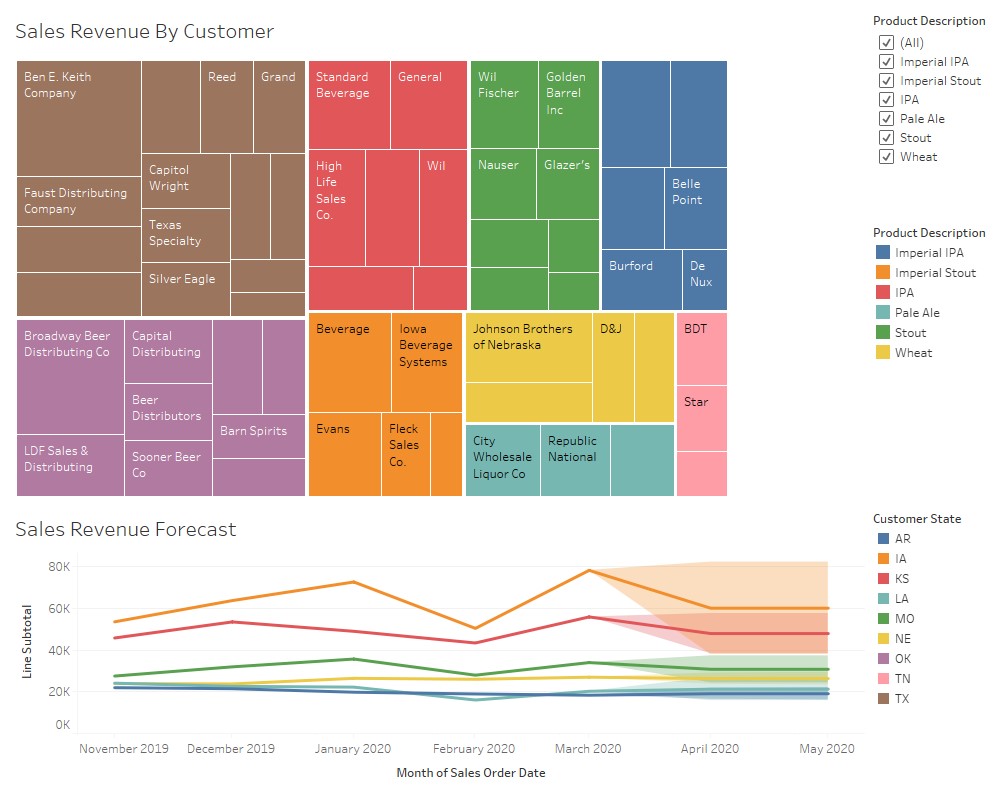 Sales Revenue By Customer
Ben E. Keith
Company
Reed
Grand
Faust Distributing
Company
Capitol
Wright
Texas
Specialty
Silver Eagle
Standard
Beverage
General
High
Life
Sales
Co.
Wil
Wil
Fischer
Golden
Barrel
Inc
Nauser
Glazer's
Belle
Point
Burford
De
Nux
Broadway Beer
Distributing Co
Capital
Distributing
Beer
Distributors
LDF Sales &
Distributing
Sooner Beer
Co
Barn Spirits
Beverage
Iowa
Beverage
Systems
Evans
Fleck
Sales
Co.
Johnson Brothers
of Nebraska
D&J
City
Wholesale
Liquor Co
Republic
National
BDT
Star
Product Description
(All)
Imperial IPA
Imperial Stout
IPA
Pale Ale
Stout
Wheat
Product Description
Imperial IPA
Imperial Stout
IPA
Pale Ale
Stout
Wheat
Sales Revenue Forecast
Line Subtotal
80K
60K
40K
20K
0K
November 2019
December 2019
January 2020
February 2020
March 2020
April 2020
May 2020
Month of Sales Order Date
Customer State
AR
IA
KS
LA
MO
NE
OK
TN
TX